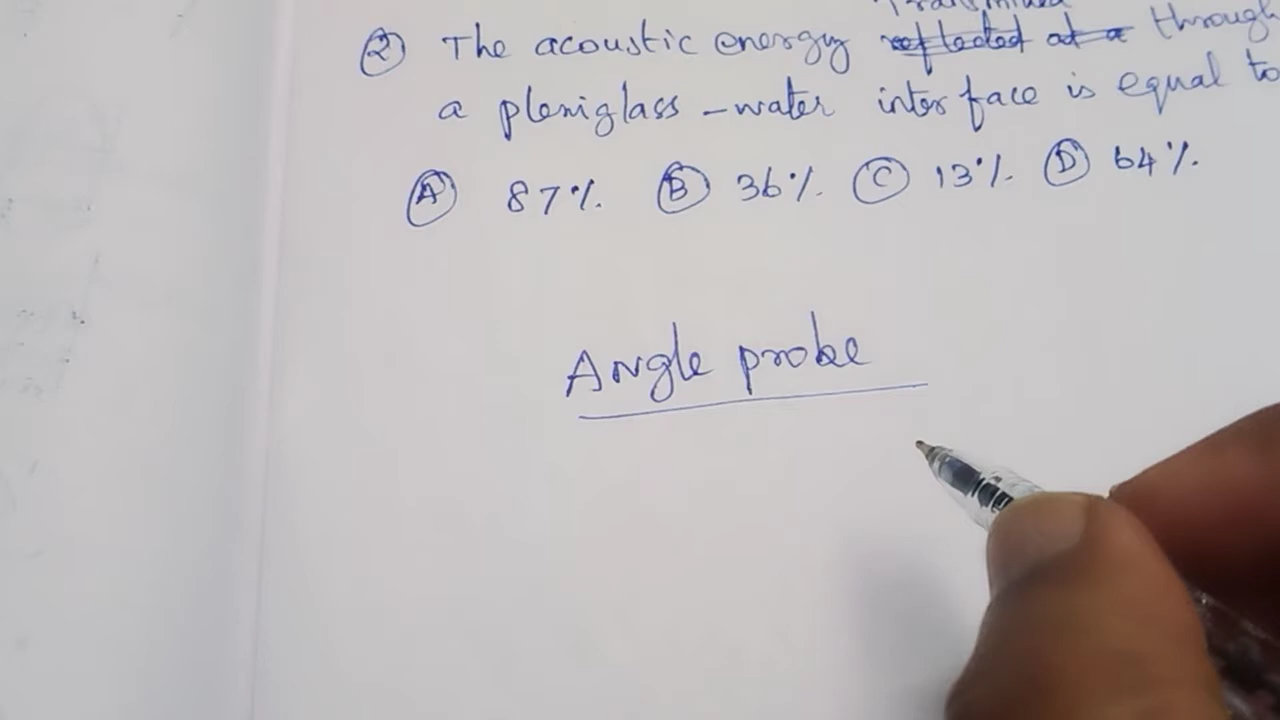 Transmitted
② The acoustic energy reflected at a through
a plexiglass - water interface is equal to
Ⓐ 87% Ⓑ 36% Ⓒ 13% Ⓓ 64%
Angle probe